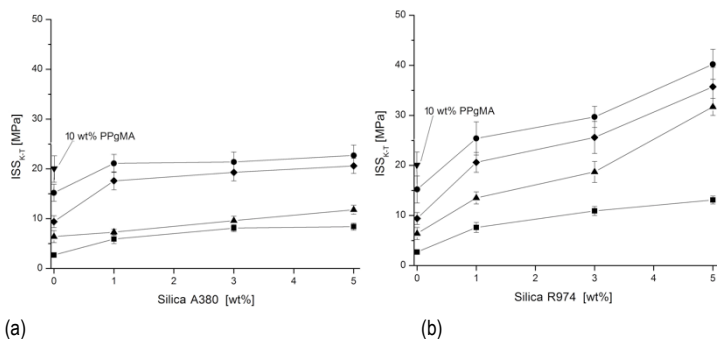 50
40
30
20
10
0
ISS_K-T [MPa]
10 wt% PPgMA
0 1 2 3 4 5
Silica A380 [wt%]
(a)
50
40
30
20
10
0
ISS_K-T [MPa]
10 wt% PPgMA
0 1 2 3 4 5
Silica R974 [wt%]
(b)